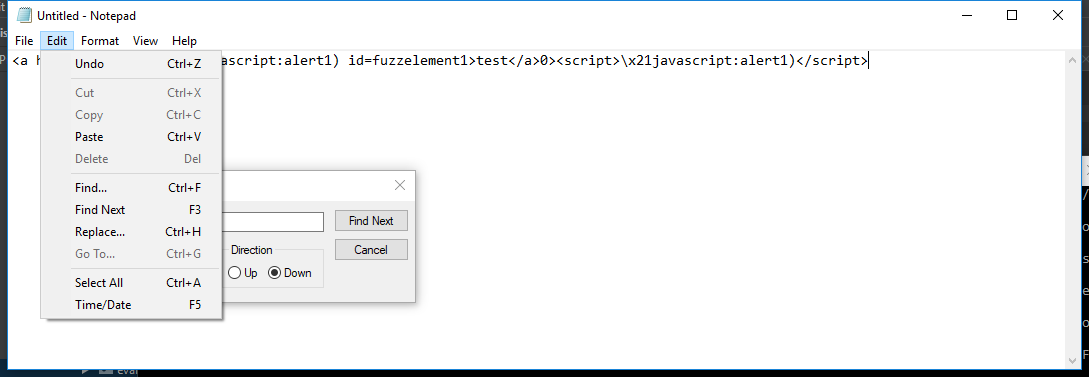 Untitled - Notepad
File Edit Format View Help
<a h ascript:alert1) id=fuzzelement1>test</a>0><script>\x21javascript:alert1)</script>
Undo Ctrl+Z
Cut Ctrl+X
Copy Ctrl+C
Paste Ctrl+V
Delete Del
Find... Ctrl+F
Find Next F3
Replace... Ctrl+H
Go To... Ctrl+G
Select All Ctrl+A
Time/Date F5
Find Next
Direction
Cancel
Up Down
eval